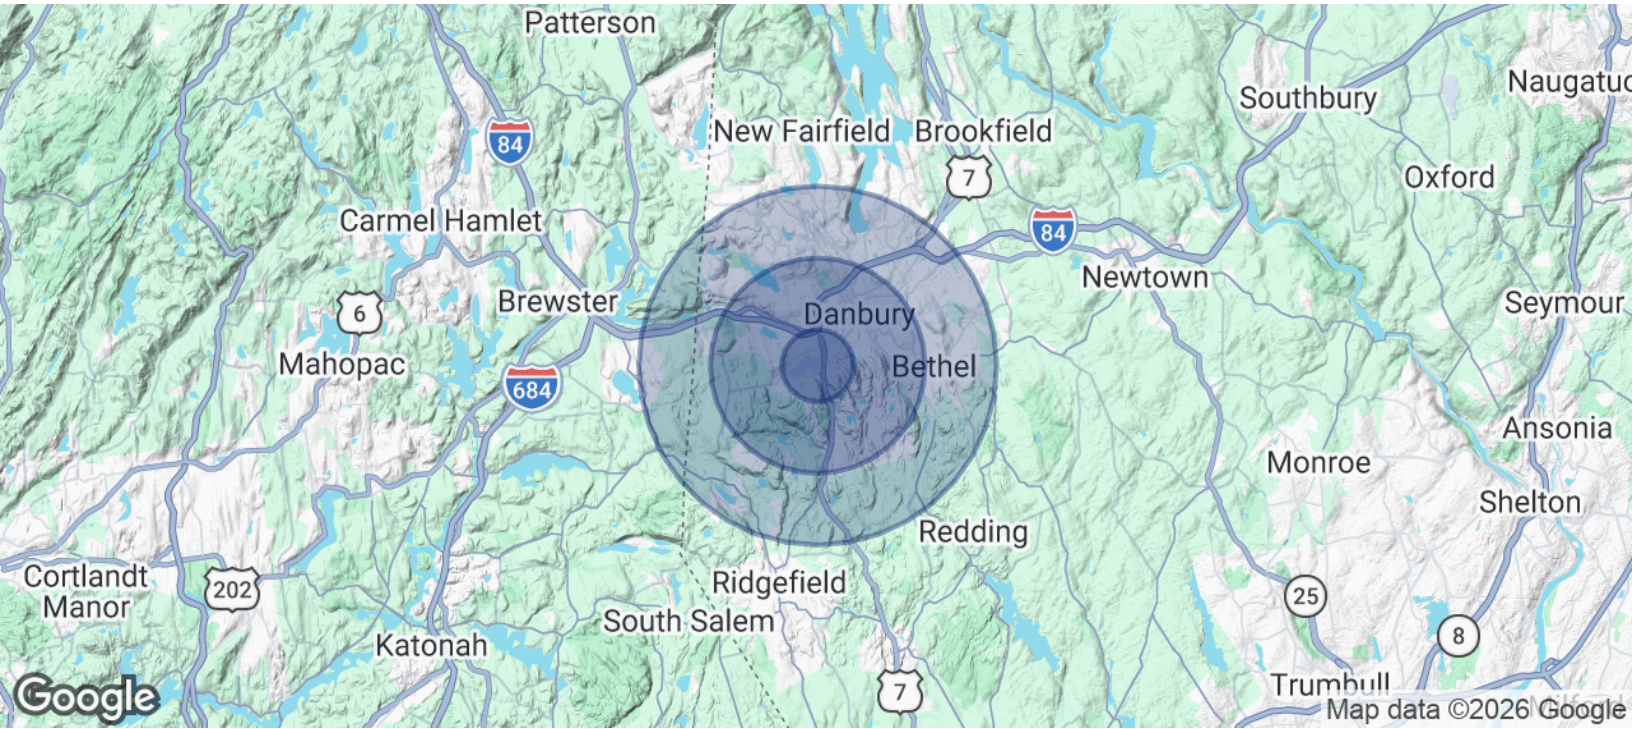 Patterson
Naugatuc
Southbury
New Fairfield
Brookfield
84
7
Oxford
Carmel Hamlet
84
Newtown
Brewster
Seymour
6
Danbury
Mahopac
Bethel
684
Ansonia
Monroe
Shelton
Redding
Cortlandt
Manor
202
Ridgefield
25
South Salem
8
Katonah
7
Trumbull
Google
Map data ©2026 Google